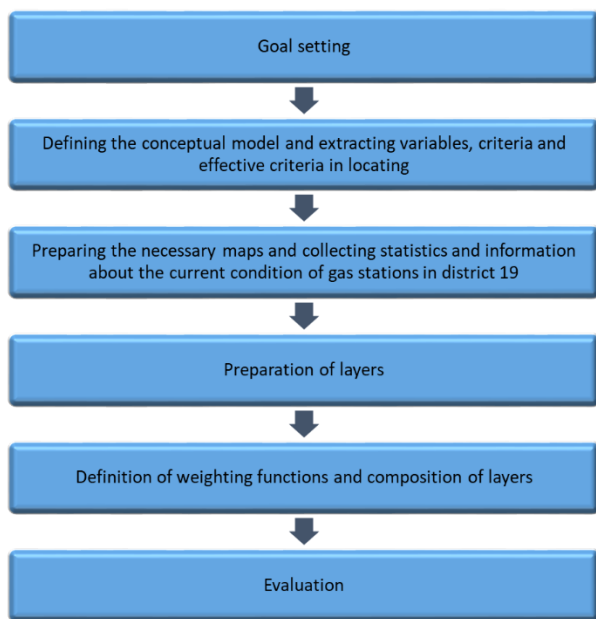 Goal setting
Defining the conceptual model and extracting variables, criteria and
effective criteria in locating
Preparing the necessary maps and collecting statistics and information
about the current condition of gas stations in district 19
Preparation of layers
Definition of weighting functions and composition of layers
Evaluation